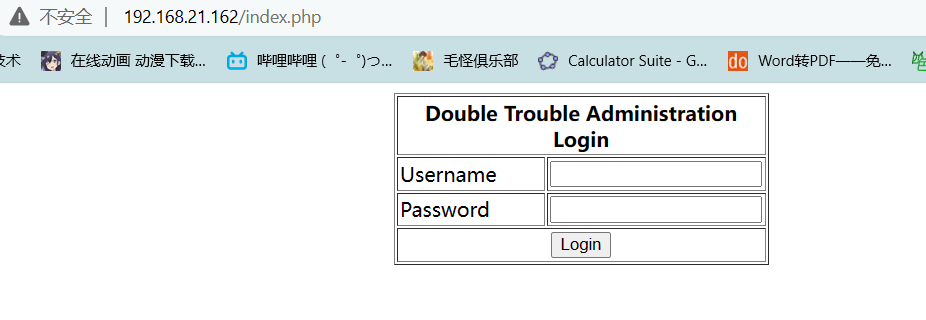 不安全 | 192.168.21.162/index.php
技术 在线动画 动漫下载... 哔哩哔哩 ( ゜- ゜)つ... 毛怪俱乐部 Calculator Suite - G... do Word转PDF——免...
Double Trouble Administration
Login
Username
Password
Login